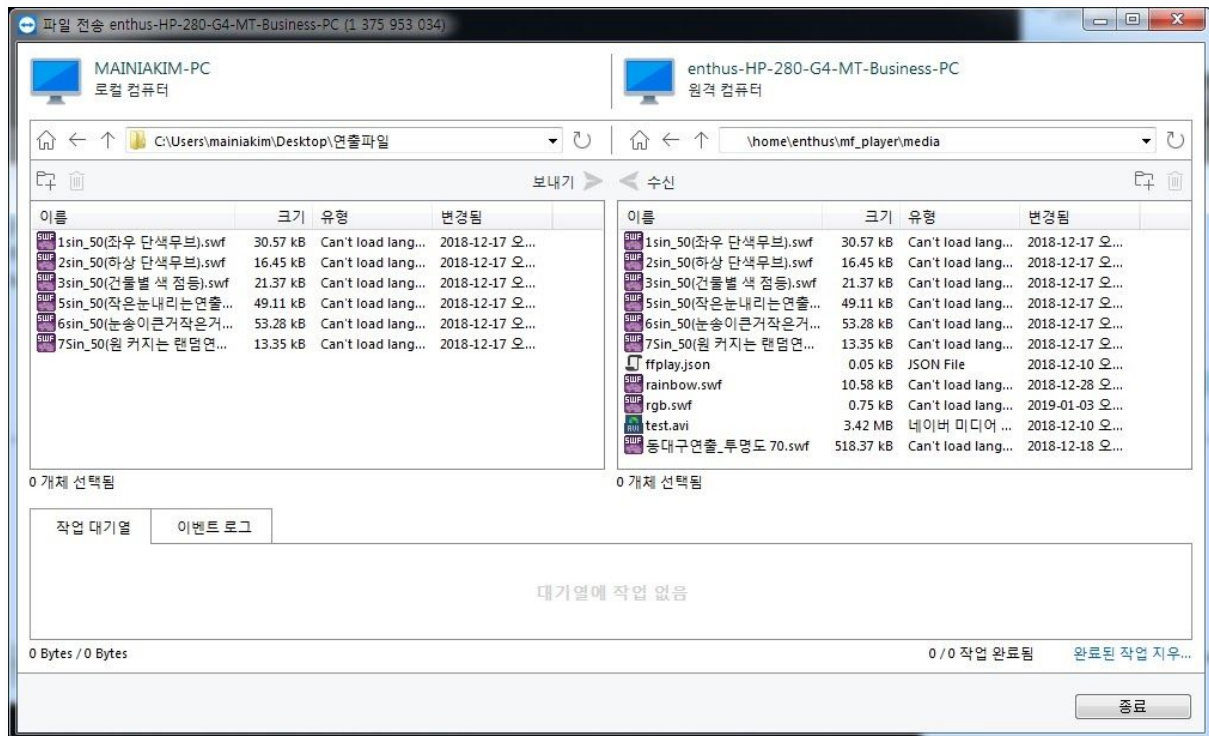 파일 전송 enthus-HP-280-G4-MT-Business-PC (1 375 953 034)
MAINIAKIM-PC
로컬 컴퓨터
enthus-HP-280-G4-MT-Business-PC
원격 컴퓨터
C:\Users\mainiakim\Desktop\연출파일
\home\enthus\mf_player\media
보내기
수신
이름 크기 유형 변경됨
1sin_50(좌우 단색무브).swf 30.57 kB Can't load lang... 2018-12-17 오...
2sin_50(하상 단색무브).swf 16.45 kB Can't load lang... 2018-12-17 오...
3sin_50(건물별 색 점등).swf 21.37 kB Can't load lang... 2018-12-17 오...
5sin_50(작은눈내리는연출... 49.11 kB Can't load lang... 2018-12-17 오...
6sin_50(눈송이큰거작은거... 53.28 kB Can't load lang... 2018-12-17 오...
7Sin_50(원 커지는 랜덤연... 13.35 kB Can't load lang... 2018-12-17 오...
0 개체 선택됨
이름 크기 유형 변경됨
1sin_50(좌우 단색무브).swf 30.57 kB Can't load lang... 2018-12-17 오...
2sin_50(하상 단색무브).swf 16.45 kB Can't load lang... 2018-12-17 오...
3sin_50(건물별 색 점등).swf 21.37 kB Can't load lang... 2018-12-17 오...
5sin_50(작은눈내리는연출... 49.11 kB Can't load lang... 2018-12-17 오...
6sin_50(눈송이큰거작은거... 53.28 kB Can't load lang... 2018-12-17 오...
7Sin_50(원 커지는 랜덤연... 13.35 kB Can't load lang... 2018-12-17 오...
ffplay.json 0.05 kB JSON File 2018-12-10 오...
rainbow.swf 10.58 kB Can't load lang... 2018-12-28 오...
rgb.swf 0.75 kB Can't load lang... 2019-01-03 오...
test.avi 3.42 MB 네이버 미디어 ... 2018-12-10 오...
동대구연출_투명도 70.swf 518.37 kB Can't load lang... 2018-12-18 오...
0 개체 선택됨
작업 대기열
이벤트 로그
대기열에 작업 없음
0 Bytes / 0 Bytes
0 / 0 작업 완료됨
완료된 작업 지우...
종료